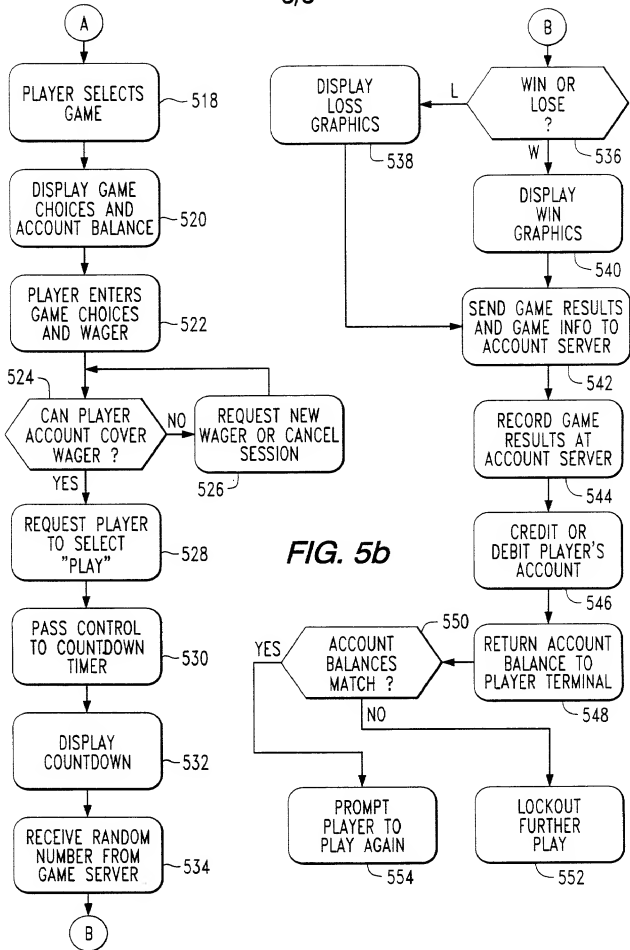 A
PLAYER SELECTS
GAME
518
DISPLAY GAME
CHOICES AND
ACCOUNT BALANCE
520
PLAYER ENTERS
GAME CHOICES
AND WAGER
522
524
CAN PLAYER
ACCOUNT COVER
WAGER ?
NO
YES
REQUEST NEW
WAGER OR CANCEL
SESSION
526
REQUEST PLAYER
TO SELECT
"PLAY"
528
PASS CONTROL
TO COUNTDOWN
TIMER
530
DISPLAY
COUNTDOWN
532
RECEIVE RANDOM
NUMBER FROM
GAME SERVER
534
B
B
WIN OR
LOSE
?
536
L
W
DISPLAY
LOSS
GRAPHICS
538
DISPLAY
WIN
GRAPHICS
540
SEND GAME RESULTS
AND GAME INFO TO
ACCOUNT SERVER
542
RECORD GAME
RESULTS AT
ACCOUNT SERVER
544
CREDIT OR
DEBIT PLAYER'S
ACCOUNT
546
RETURN ACCOUNT
BALANCE TO
PLAYER TERMINAL
548
550
ACCOUNT
BALANCES
MATCH ?
YES
NO
PROMPT
PLAYER TO
PLAY AGAIN
554
LOCKOUT
FURTHER
PLAY
552
FIG. 5b